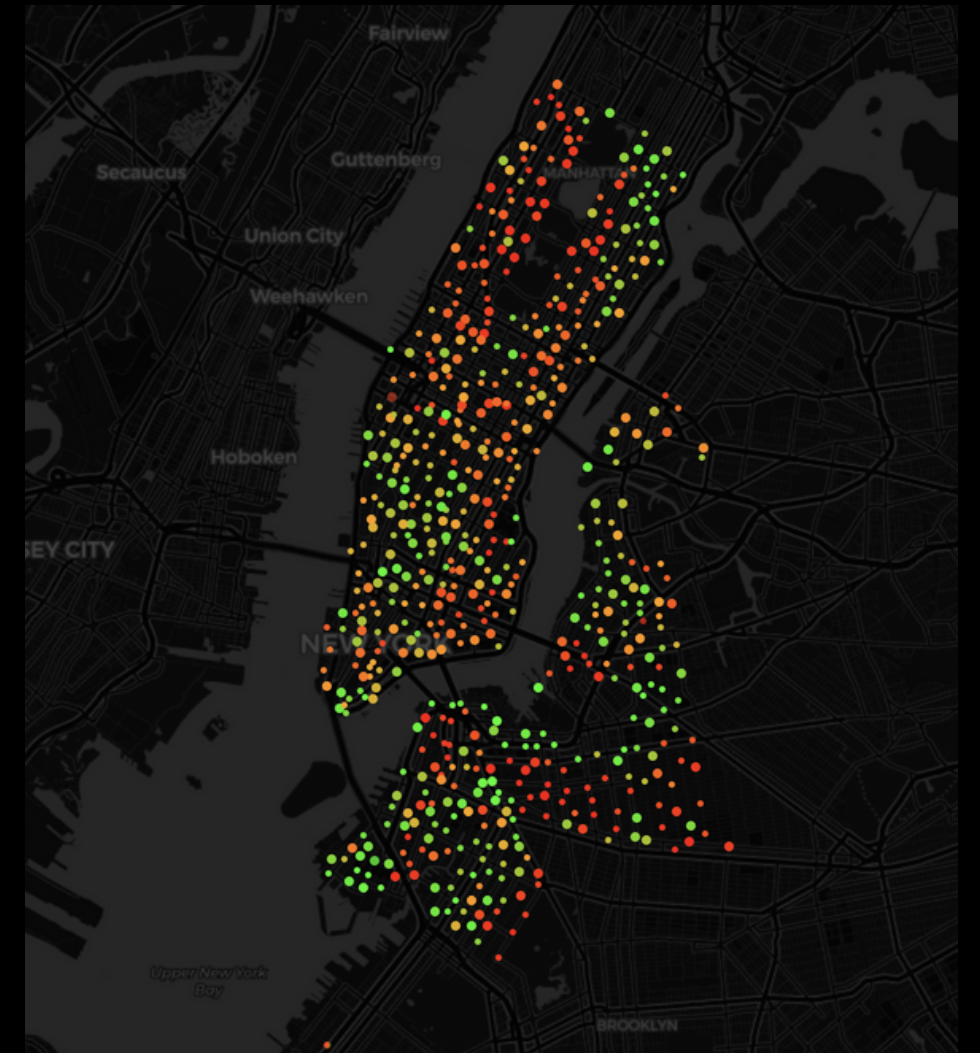 Fairview
Secaucus
Guttenberg
MANHATTAN
Union City
Weehawken
Hoboken
SEY CITY
NEW YORK
Upper New York
Bay
BROOKLYN